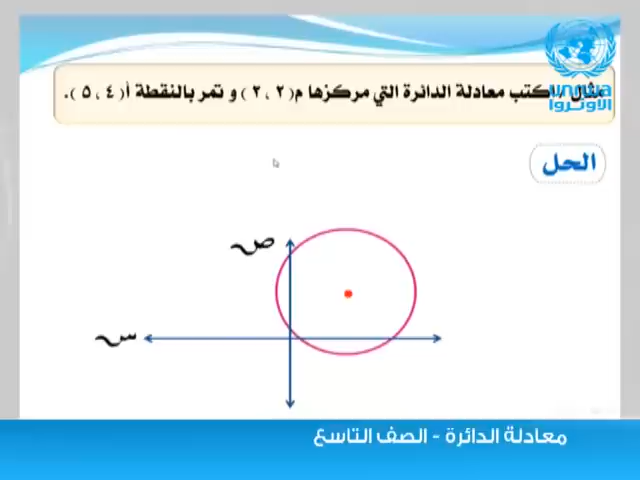 unrwa
الأونروا
مثال : اكتب معادلة الدائرة التي مركزها م( ٢ ، ٢ ) و تمر بالنقطة أ( ٤ ، ٥ ).
الحل
ص
س
معادلة الدائرة - الصف التاسع